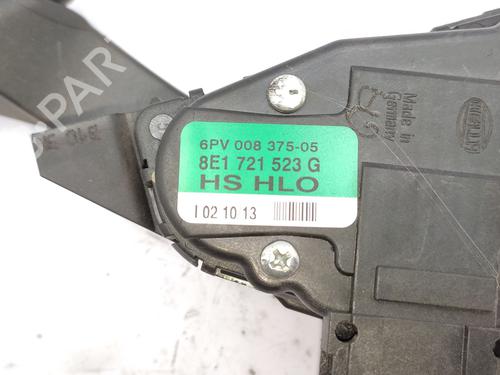 6PV 008 375-05
8E1 721 523 G
HS HLO
I 02 10 13
Made in
Germany